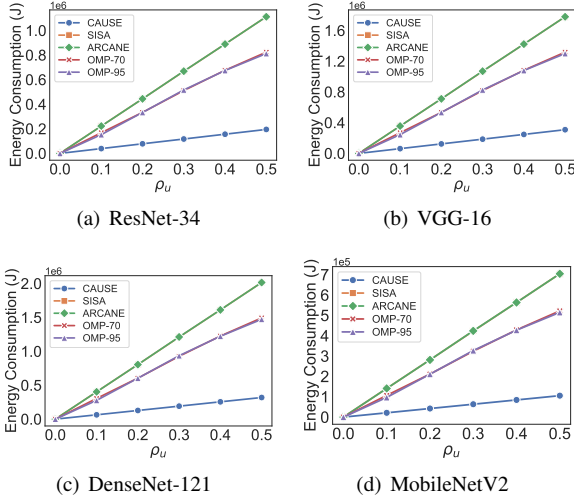 1e6
Energy Consumption (J)
1.0
0.8
0.6
0.4
0.2
0.0
CAUSE
SISA
ARCANE
OMP-70
OMP-95
0.0 0.1 0.2 0.3 0.4 0.5
ρu
(a) ResNet-34
1e6
Energy Consumption (J)
1.6
1.2
0.8
0.4
0.0
CAUSE
SISA
ARCANE
OMP-70
OMP-95
0.0 0.1 0.2 0.3 0.4 0.5
ρu
(b) VGG-16
1e6
Energy Consumption (J)
2.0
1.5
1.0
0.5
0.0
CAUSE
SISA
ARCANE
OMP-70
OMP-95
0.0 0.1 0.2 0.3 0.4 0.5
ρu
(c) DenseNet-121
1e5
Energy Consumption (J)
7
6
5
4
3
2
1
0
CAUSE
SISA
ARCANE
OMP-70
OMP-95
0.0 0.1 0.2 0.3 0.4 0.5
ρu
(d) MobileNetV2